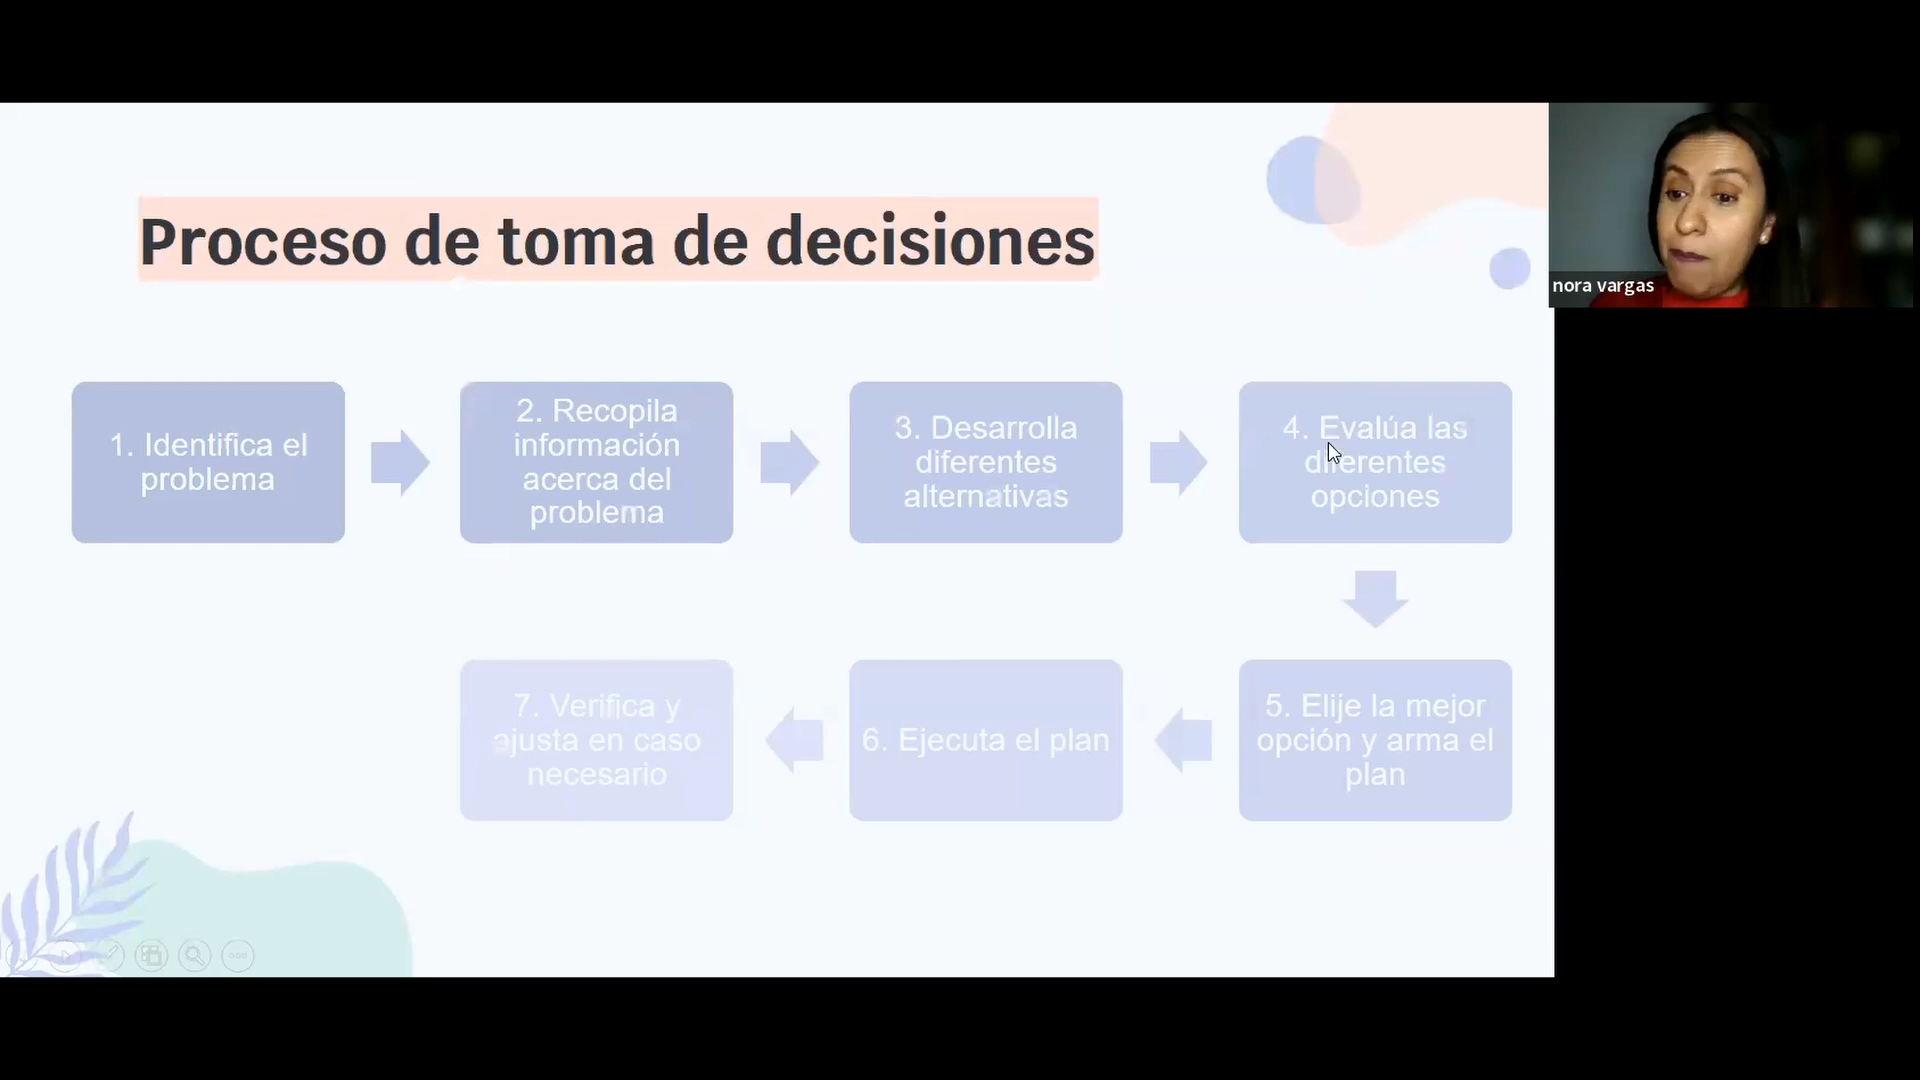 Proceso de toma de decisiones
nora vargas
1. Identifica el
problema
2. Recopila
información
acerca del
problema
3. Desarrolla
diferentes
alternativas
4. Evalúa las
diferentes
opciones
5. Elije la mejor
opción y arma el
plan
6. Ejecuta el plan
7. Verifica y
ajusta en caso
necesario